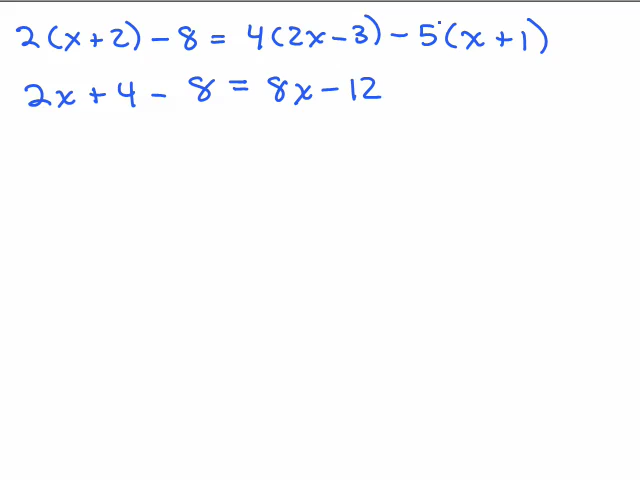 2(x+2)-8 = 4(2x-3)-5(x+1)
2x+4-8=8x-12